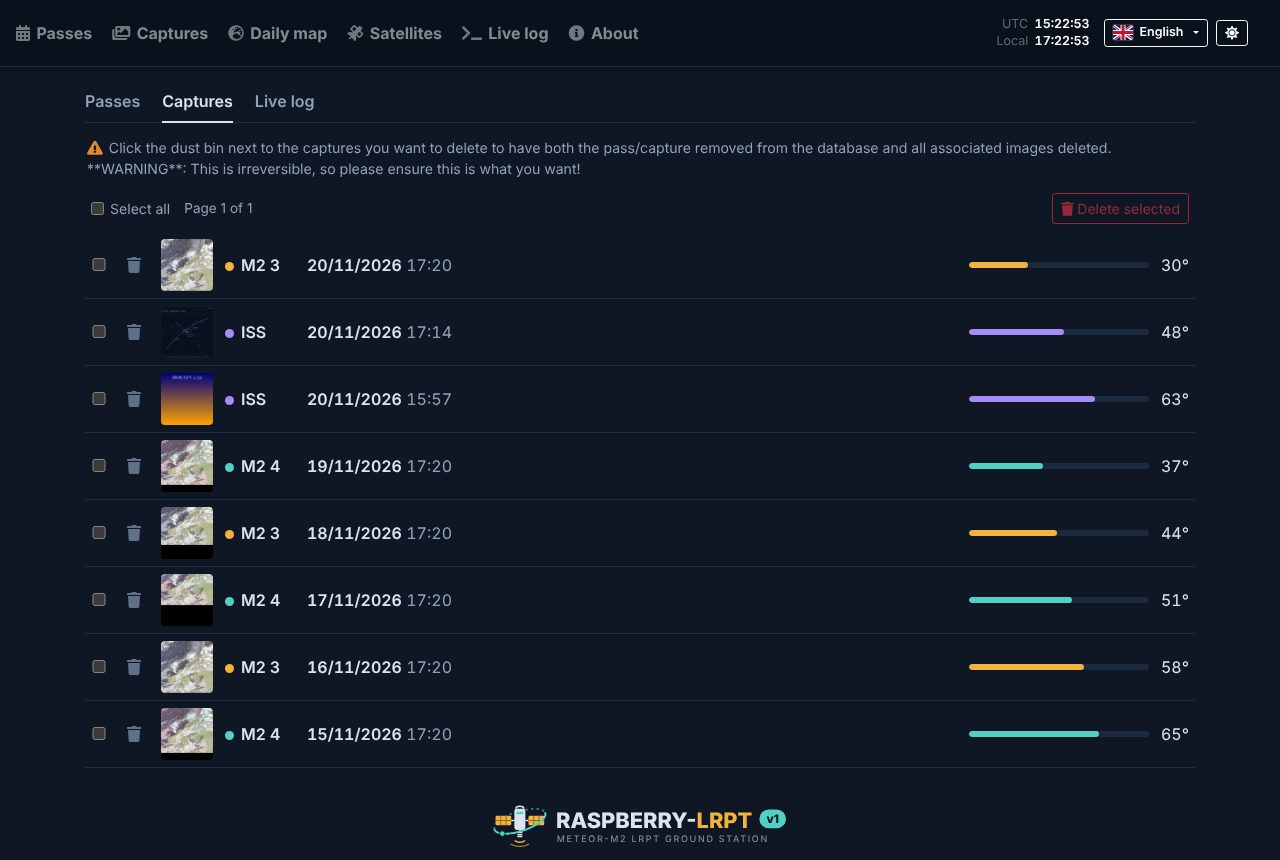 Passes Captures Daily map Satellites Live log About
UTC 15:22:53
Local 17:22:53
English
Passes Captures Live log
Click the dust bin next to the captures you want to delete to have both the pass/capture removed from the database and all associated images deleted.
**WARNING**: This is irreversible, so please ensure this is what you want!
Select all Page 1 of 1 Delete selected
M2 3 20/11/2026 17:20 30°
ISS 20/11/2026 17:14 48°
ISS 20/11/2026 15:57 63°
M2 4 19/11/2026 17:20 37°
M2 3 18/11/2026 17:20 44°
M2 4 17/11/2026 17:20 51°
M2 3 16/11/2026 17:20 58°
M2 4 15/11/2026 17:20 65°
RASPBERRY-LRPT v1
METEOR-M2 LRPT GROUND STATION